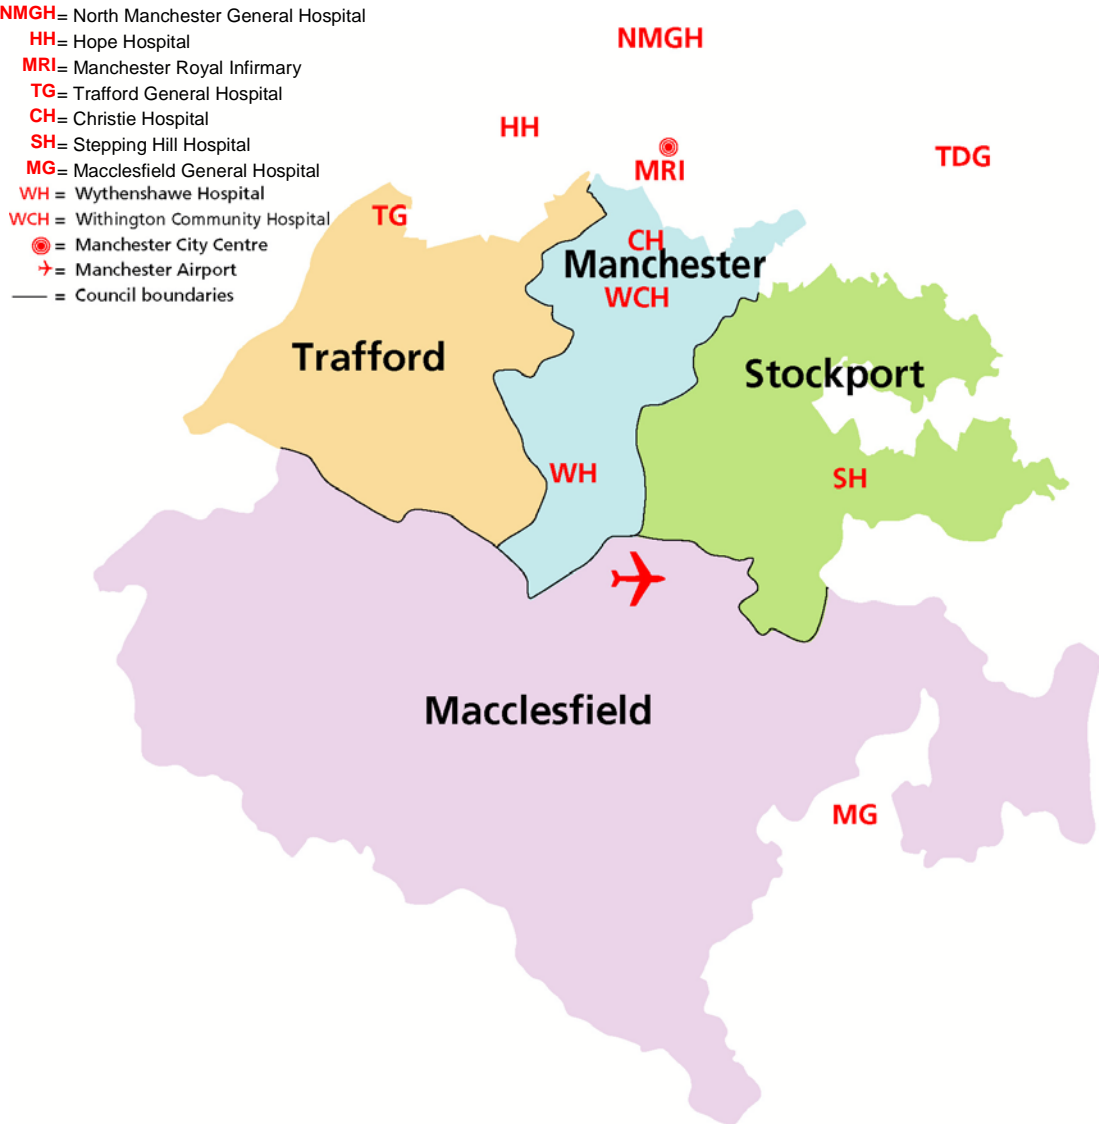 NMGH= North Manchester General Hospital
HH= Hope Hospital
MRI= Manchester Royal Infirmary
TG= Trafford General Hospital
CH= Christie Hospital
SH= Stepping Hill Hospital
MG= Macclesfield General Hospital
WH = Wythenshawe Hospital
WCH = Withington Community Hospital
= Manchester City Centre
= Manchester Airport
= Council boundaries
NMGH
HH
MRI
TDG
TG
CH
Manchester
WCH
Trafford
Stockport
WH
SH
Macclesfield
MG